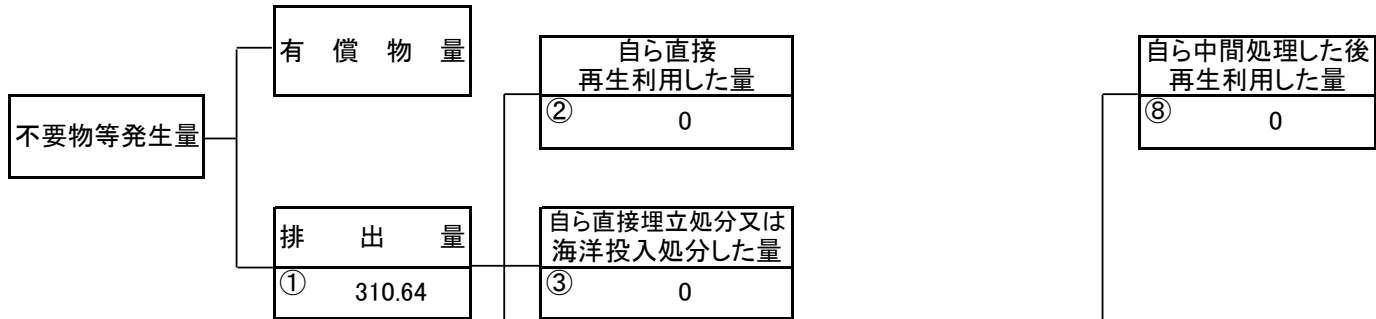 有償物量
自ら直接
再生利用した量
② 0
自ら中間処理した後
再生利用した量
⑧ 0
不要物等発生量
排出量
① 310.64
自ら直接埋立処分又は
海洋投入処分した量
③ 0